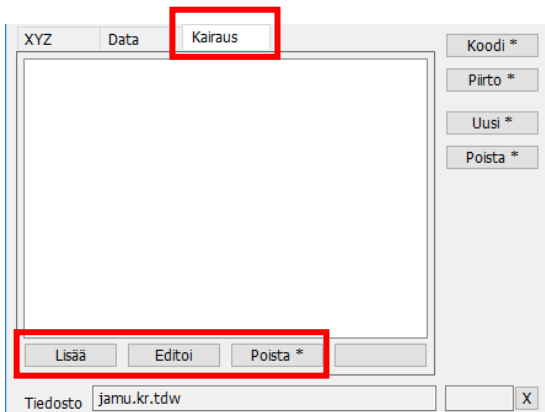 XYZ Data Kairaus
Koodi *
Piirto *
Uusi *
Poista *
Lisää Editoi Poista *
Tiedosto jamu.kr.tdw X